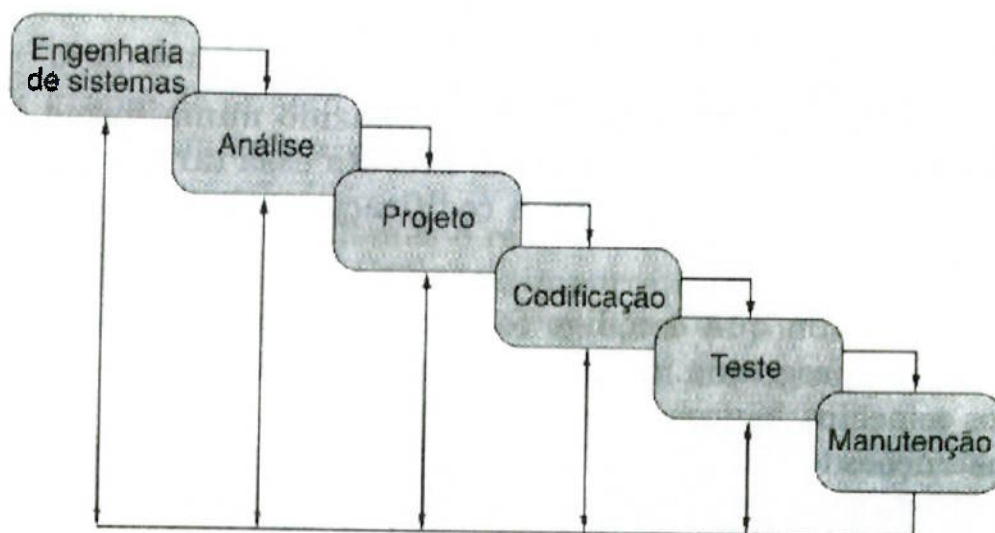 Engenharia
de sistemas
Análise
Projeto
Codificação
Teste
Manutenção